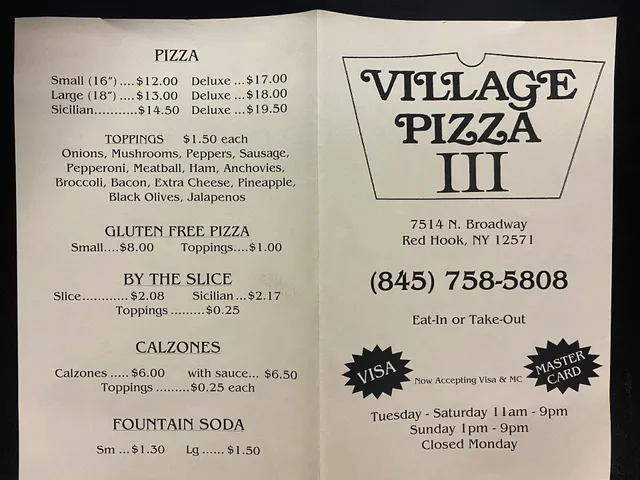 PIZZA
Small (16") ....$12.00 Deluxe ...$17.00
Large (18") ....$13.00 Deluxe ...$18.00
Sicilian...........$14.50 Deluxe ...$19.50
TOPPINGS $1.50 each
Onions, Mushrooms, Peppers, Sausage,
Pepperoni, Meatball, Ham, Anchovies,
Broccoli, Bacon, Extra Cheese, Pineapple,
Black Olives, Jalapenos
GLUTEN FREE PIZZA
Small....$8.00 Toppings....$1.00
BY THE SLICE
Slice............ $2.08 Sicilian ...$2.17
Toppings .........$0.25
CALZONES
Calzones ..... $6.00 with sauce... $6.50
Toppings .........$0.25 each
FOUNTAIN SODA
Sm ...$1.30 Lg ...... $1.50
VILLAGE
PIZZA
III
7514 N. Broadway
Red Hook, NY 12571
(845) 758-5808
Eat-In or Take-Out
VISA
Now Accepting Visa & MC
MASTER
CARD
Tuesday - Saturday 11am - 9pm
Sunday 1pm - 9pm
Closed Monday